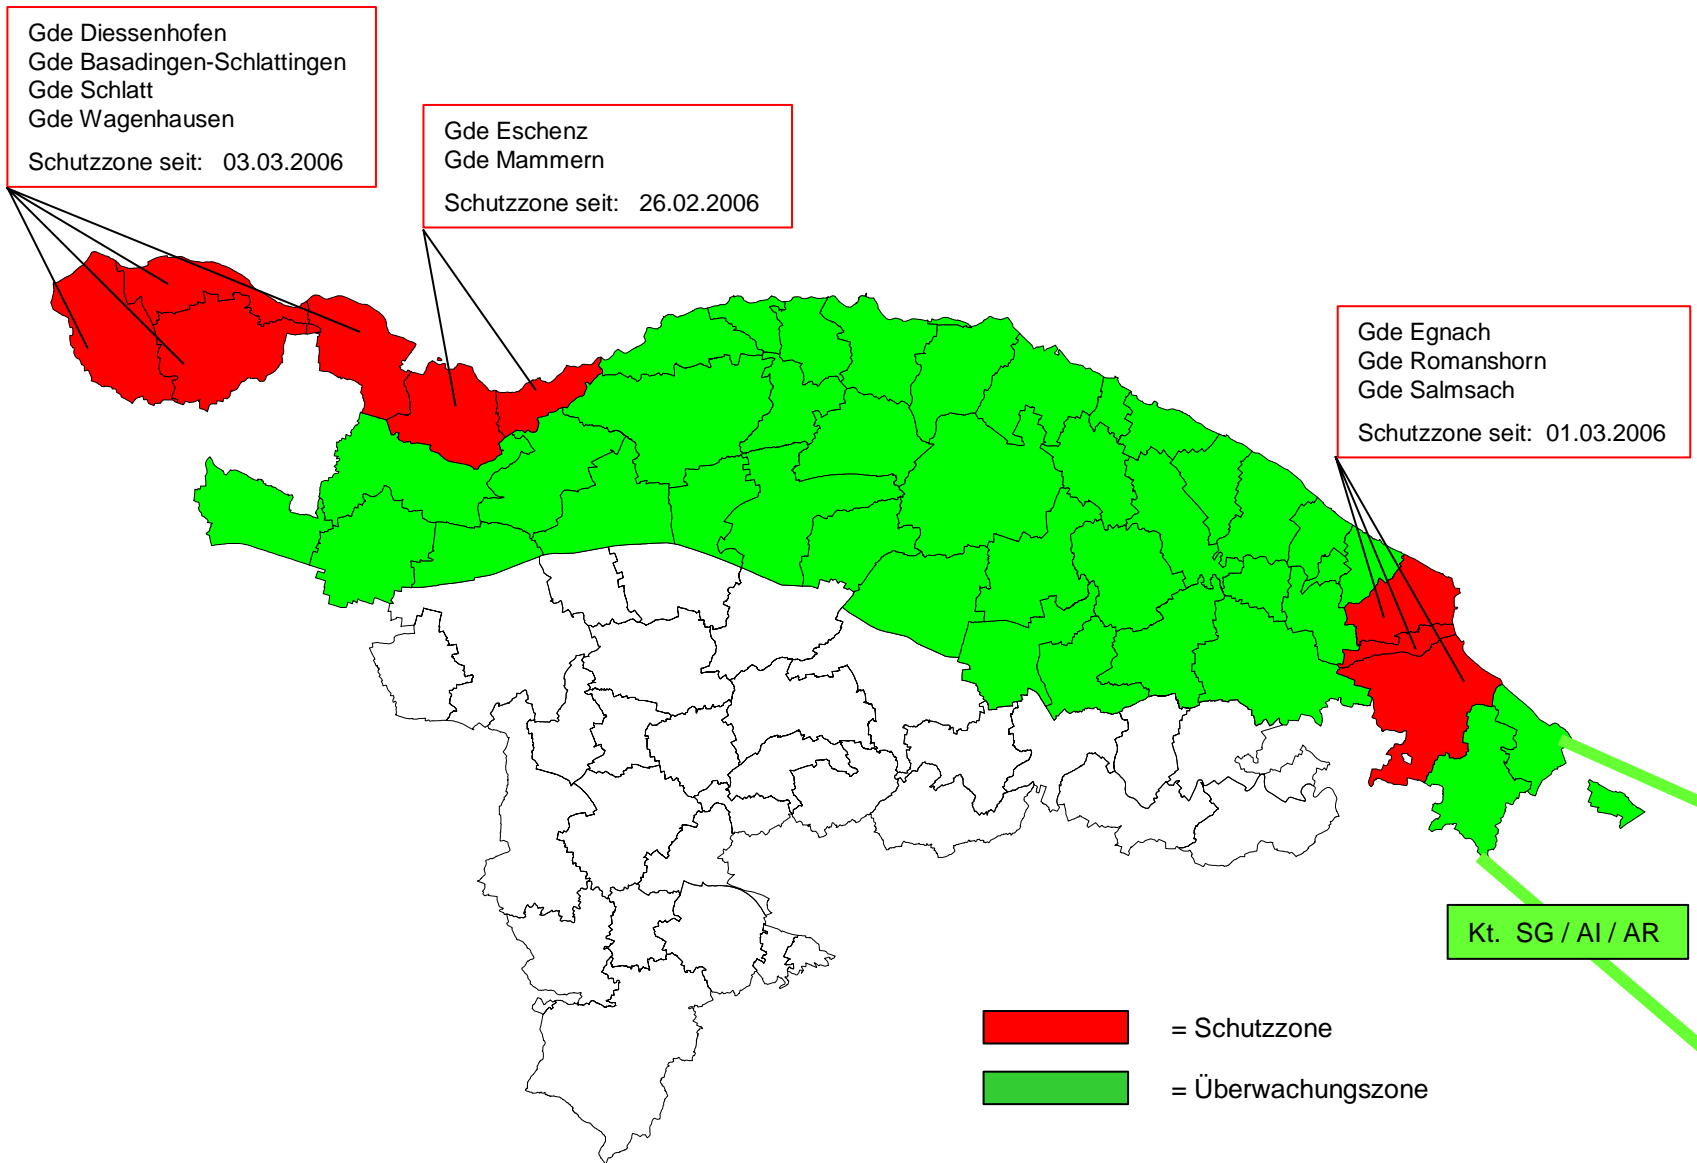 Gde Diessenhofen
Gde Basadingen-Schlattingen
Gde Schlatt
Gde Wagenhausen
Schutzzone seit: 03.03.2006
Gde Eschenz
Gde Mammern
Schutzzone seit: 26.02.2006
Gde Egnach
Gde Romanshorn
Gde Salmsach
Schutzzone seit: 01.03.2006
Kt. SG / AI / AR
= Schutzzone
= Überwachungszone